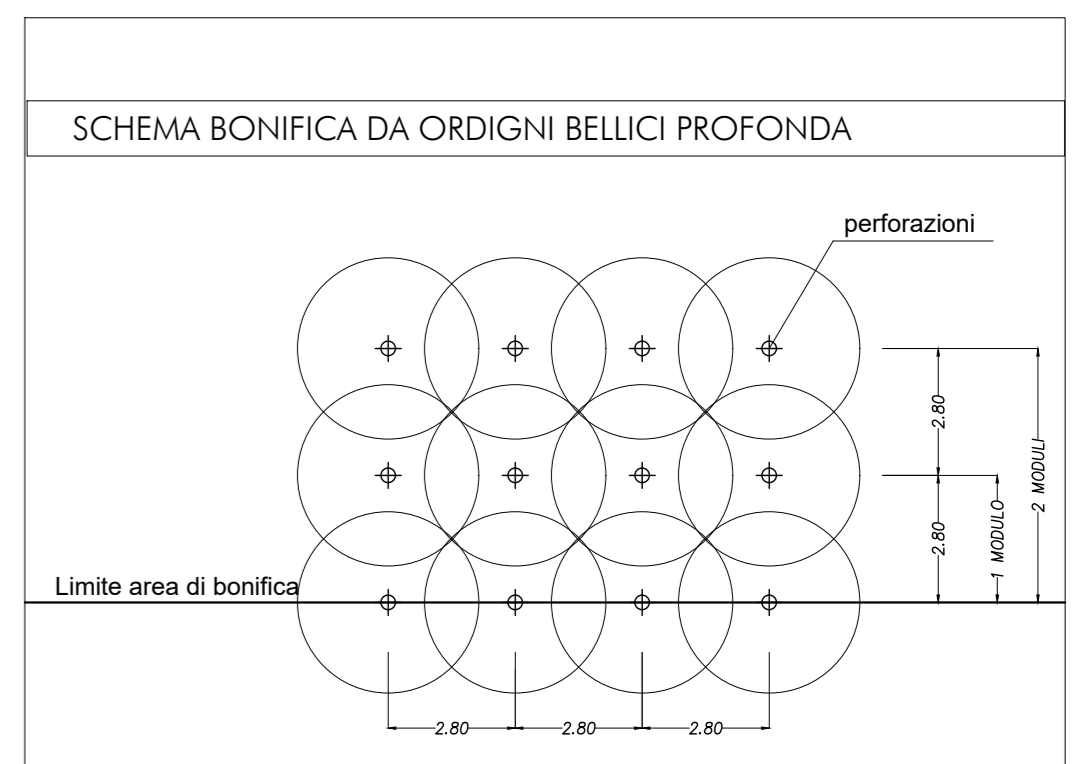 SCHEMA BONIFICA DA ORDIGNI BELLICI PROFONDA
perforazioni
2.80
2.80
1 MODULO
2 MODULI
Limite area di bonifica
2.80
2.80
2.80